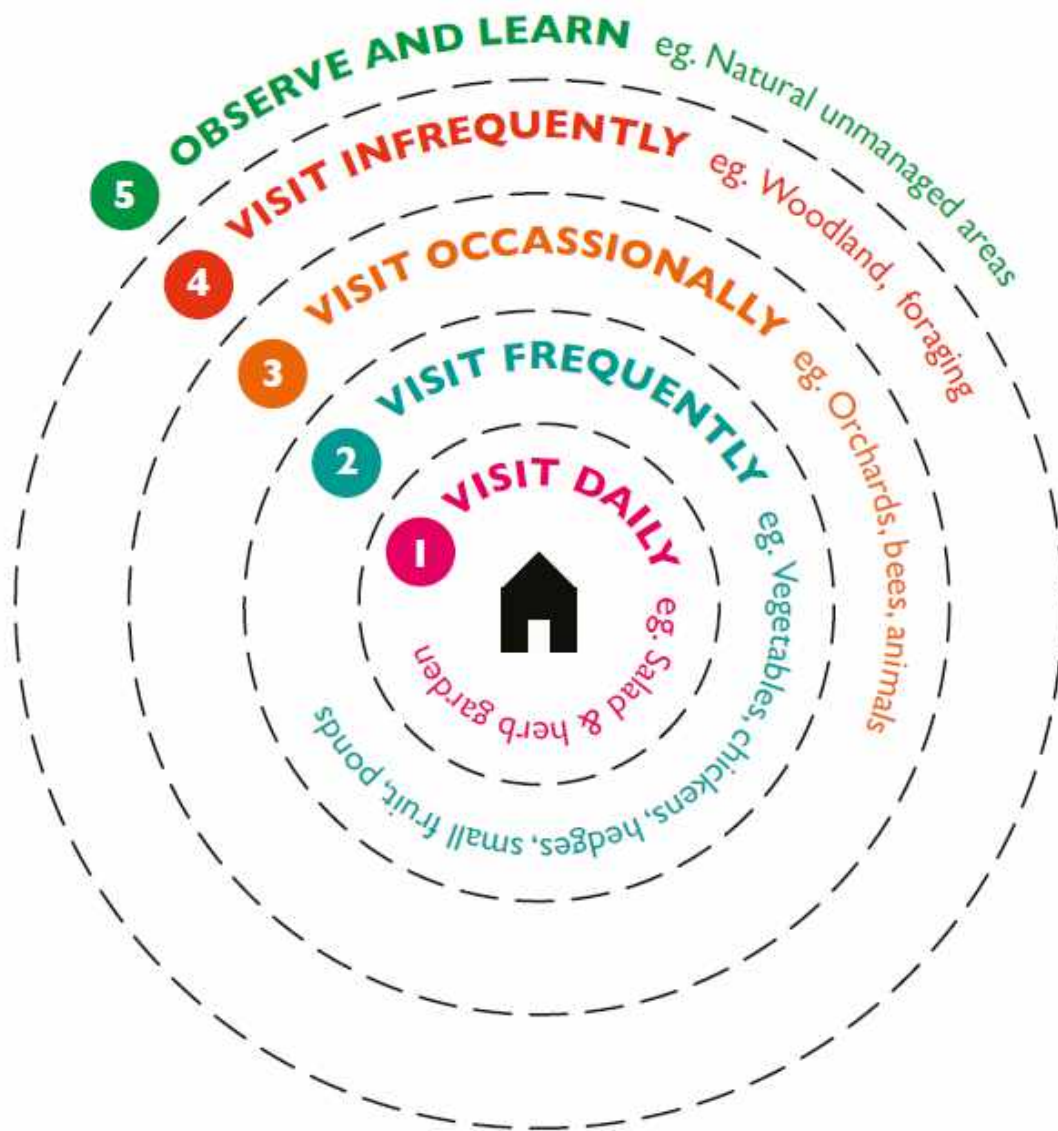 5 OBSERVE AND LEARN eg. Natural unmanaged areas
4 VISIT INFREQUENTLY eg. Woodland, foraging
3 VISIT OCCASSIONALLY eg. Orchards, bees, animals
2 VISIT FREQUENTLY eg. Vegetables, chickens, hedges, small fruit, ponds
1 VISIT DAILY eg. Salad & herb garden